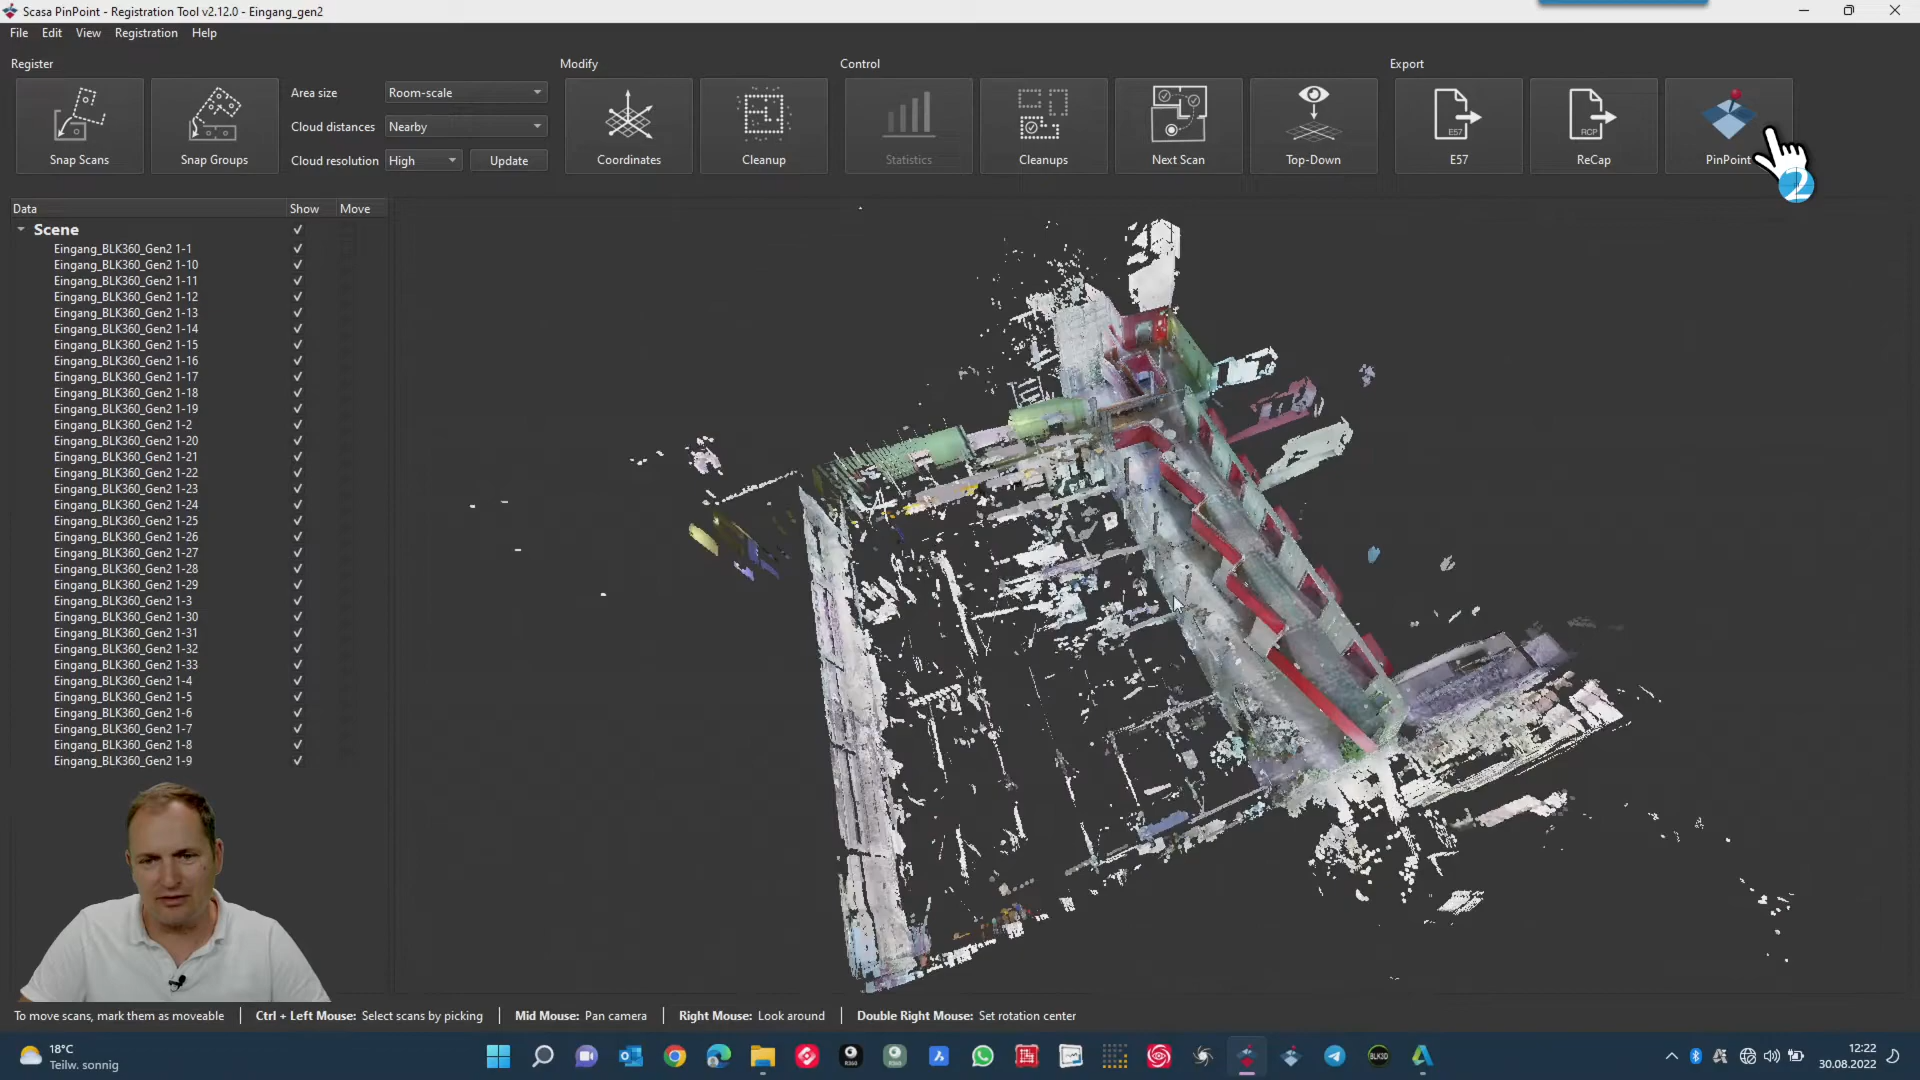 Scasa PinPoint - Registration Tool v2.12.0 - Eingang_gen2
File Edit View Registration Help
Register
Modify
Control
Export
Snap Scans
Snap Groups
Area size Room-scale
Cloud distances Nearby
Cloud resolution High Update
Coordinates
Cleanup
Statistics
Cleanups
Next Scan
Top-Down
E57
E57
RCP
ReCap
PinPoint
2
Data Show Move
Scene
Eingang_BLK360_Gen2 1-1
Eingang_BLK360_Gen2 1-10
Eingang_BLK360_Gen2 1-11
Eingang_BLK360_Gen2 1-12
Eingang_BLK360_Gen2 1-13
Eingang_BLK360_Gen2 1-14
Eingang_BLK360_Gen2 1-15
Eingang_BLK360_Gen2 1-16
Eingang_BLK360_Gen2 1-17
Eingang_BLK360_Gen2 1-18
Eingang_BLK360_Gen2 1-19
Eingang_BLK360_Gen2 1-2
Eingang_BLK360_Gen2 1-20
Eingang_BLK360_Gen2 1-21
Eingang_BLK360_Gen2 1-22
Eingang_BLK360_Gen2 1-23
Eingang_BLK360_Gen2 1-24
Eingang_BLK360_Gen2 1-25
Eingang_BLK360_Gen2 1-26
Eingang_BLK360_Gen2 1-27
Eingang_BLK360_Gen2 1-28
Eingang_BLK360_Gen2 1-29
Eingang_BLK360_Gen2 1-3
Eingang_BLK360_Gen2 1-30
Eingang_BLK360_Gen2 1-31
Eingang_BLK360_Gen2 1-32
Eingang_BLK360_Gen2 1-33
Eingang_BLK360_Gen2 1-4
Eingang_BLK360_Gen2 1-5
Eingang_BLK360_Gen2 1-6
Eingang_BLK360_Gen2 1-7
Eingang_BLK360_Gen2 1-8
Eingang_BLK360_Gen2 1-9
To move scans, mark them as moveable Ctrl + Left Mouse: Select scans by picking Mid Mouse: Pan camera Right Mouse: Look around Double Right Mouse: Set rotation center
18°C
Teilw. sonnig
12:22
30.08.2022